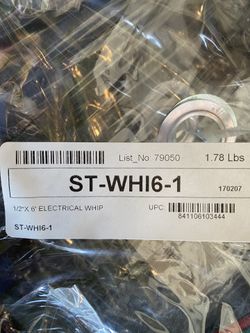 List_No 79050 1.78 Lbs
ST-WHI6-1 170207
1/2"X 6' ELECTRICAL WHIP UPC:
841106103444
ST-WHI6-1